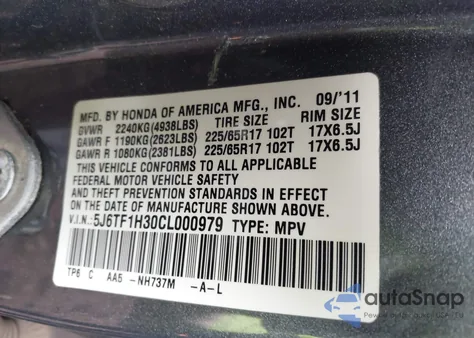 MFD. BY HONDA OF AMERICA MFG., INC. 09/'11
GVWR 2240KG(4938LBS) TIRE SIZE RIM SIZE
GAWR F 1190KG(2623LBS) 225/65R17 102T 17X6.5J
GAWR R 1080KG(2381LBS) 225/65R17 102T 17X6.5J
THIS VEHICLE CONFORMS TO ALL APPLICABLE
FEDERAL MOTOR VEHICLE SAFETY
AND THEFT PREVENTION STANDARDS IN EFFECT
ON THE DATE OF MANUFACTURE SHOWN ABOVE.
V.I.N.: 5J6TF1H30CL000979 TYPE: MPV
TP6 C AA5 -NH737M -A-L
autoSnap